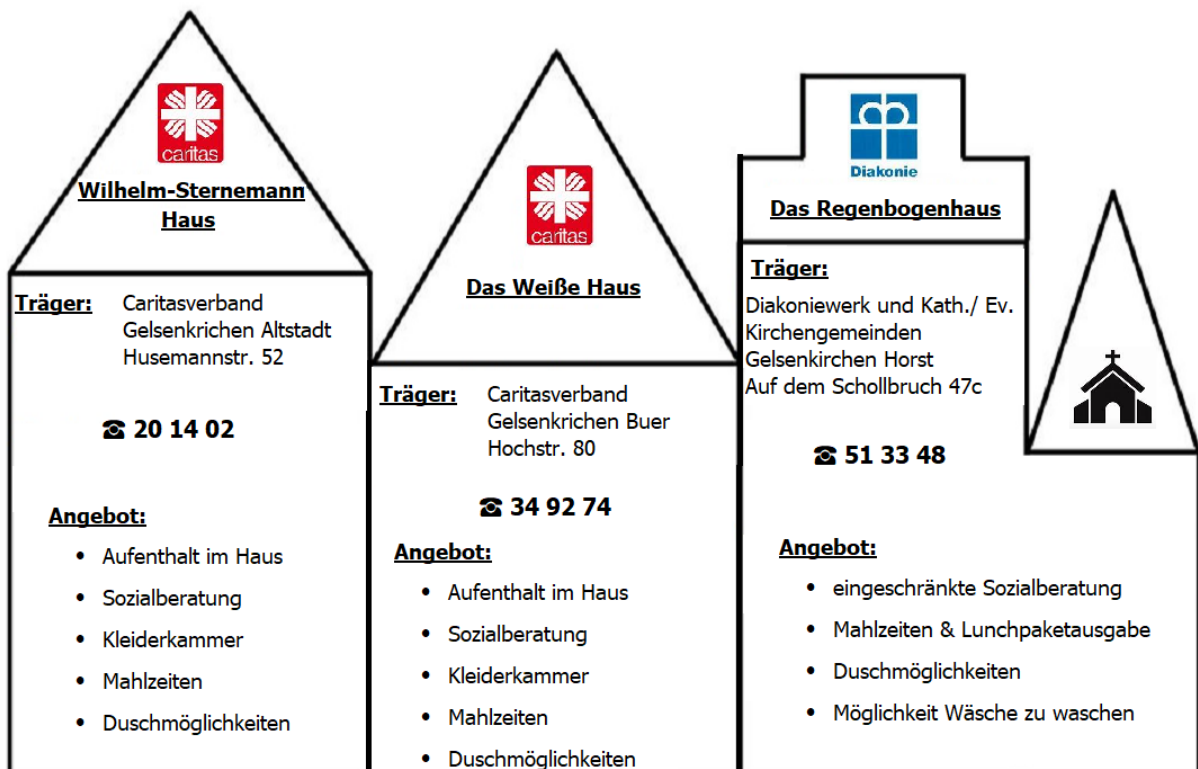 caritas
Wilhelm-Sternemann
Haus
Träger: Caritasverband
Gelsenkrichen Altstadt
Husemannstr. 52
☎ 20 14 02
Angebot:
• Aufenthalt im Haus
• Sozialberatung
• Kleiderkammer
• Mahlzeiten
• Duschmöglichkeiten
caritas
Das Weiße Haus
Träger: Caritasverband
Gelsenkrichen Buer
Hochstr. 80
☎ 34 92 74
Angebot:
• Aufenthalt im Haus
• Sozialberatung
• Kleiderkammer
• Mahlzeiten
• Duschmöglichkeiten
Diakonie
Das Regenbogenhaus
Träger:
Diakoniewerk und Kath./ Ev.
Kirchengemeinden
Gelsenkirchen Horst
Auf dem Schollbruch 47c
☎ 51 33 48
Angebot:
• eingeschränkte Sozialberatung
• Mahlzeiten & Lunchpaketausgabe
• Duschmöglichkeiten
• Möglichkeit Wäsche zu waschen